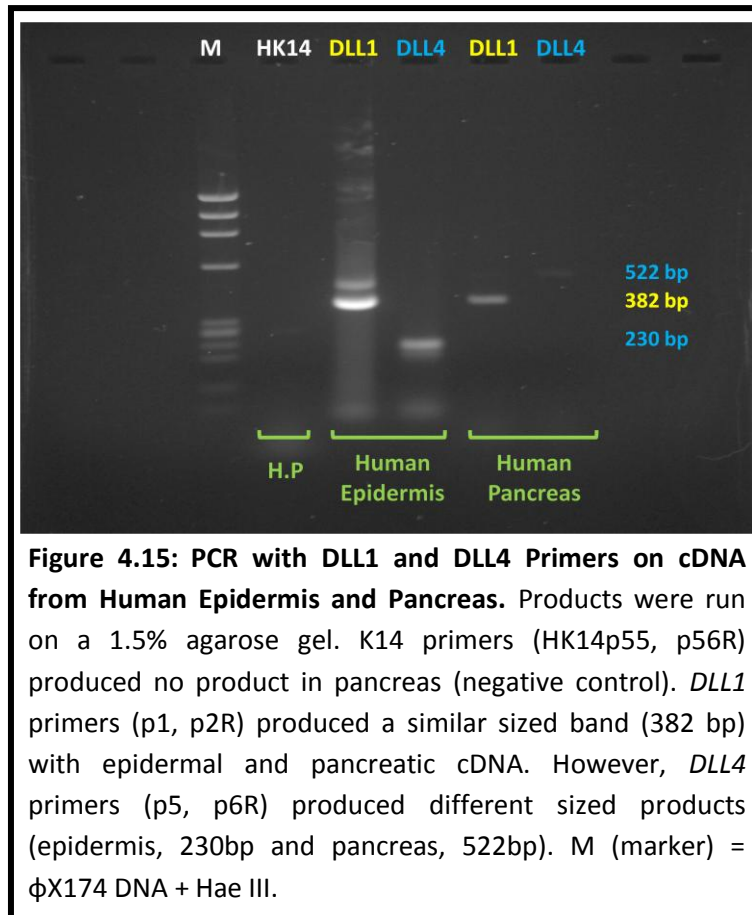 M HK14 DLL1 DLL4 DLL1 DLL4
522 bp
382 bp
230 bp
H.P Human Epidermis Human Pancreas
Figure 4.15: PCR with DLL1 and DLL4 Primers on cDNA
from Human Epidermis and Pancreas. Products were run
on a 1.5% agarose gel. K14 primers (HK14p55, p56R)
produced no product in pancreas (negative control). DLL1
primers (p1, p2R) produced a similar sized band (382 bp)
with epidermal and pancreatic cDNA. However, DLL4
primers (p5, p6R) produced different sized products
(epidermis, 230bp and pancreas, 522bp). M (marker) =
ϕX174 DNA + Hae III.